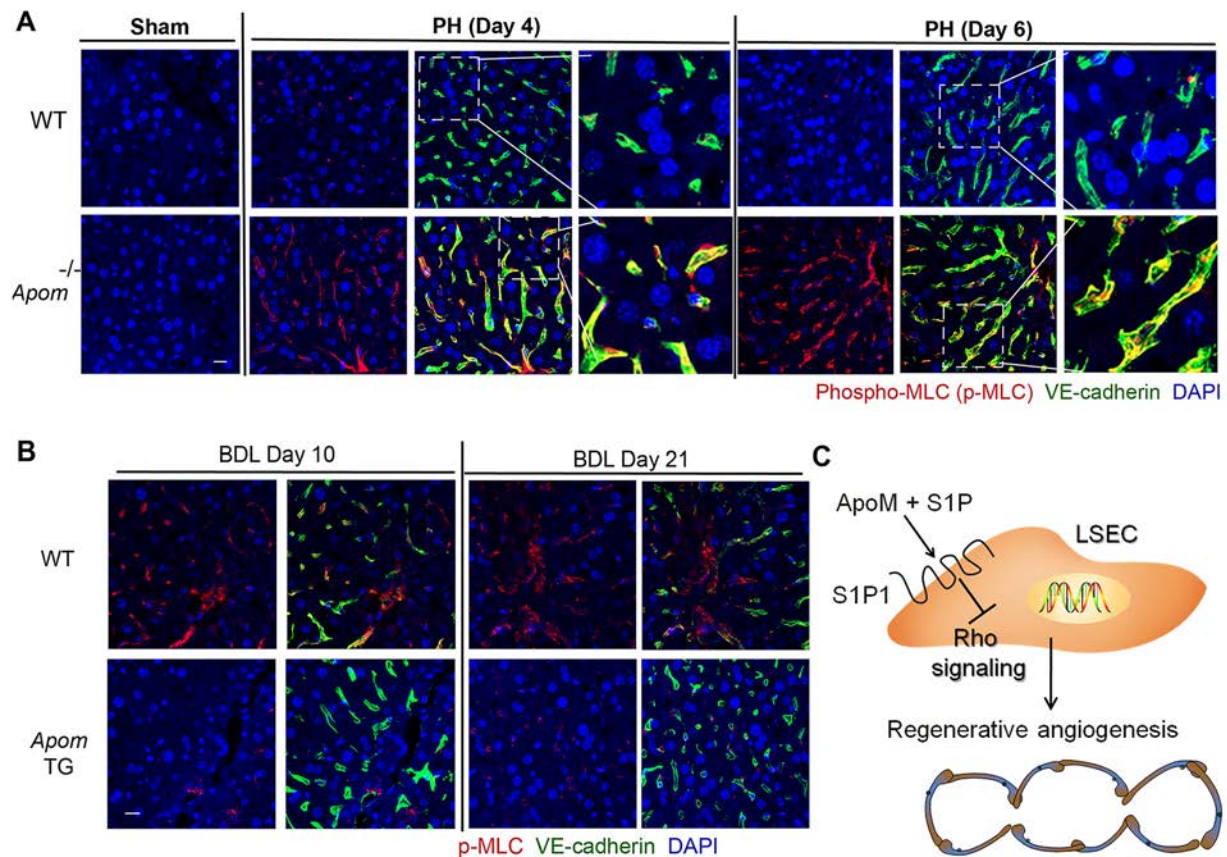 A
Sham
PH (Day 4)
PH (Day 6)
WT
Apom -/-
Phospho-MLC (p-MLC) VE-cadherin DAPI
B
BDL Day 10
BDL Day 21
WT
Apom
TG
p-MLC VE-cadherin DAPI
C
ApoM + S1P
LSEC
S1P1
Rho
signaling
Regenerative angiogenesis